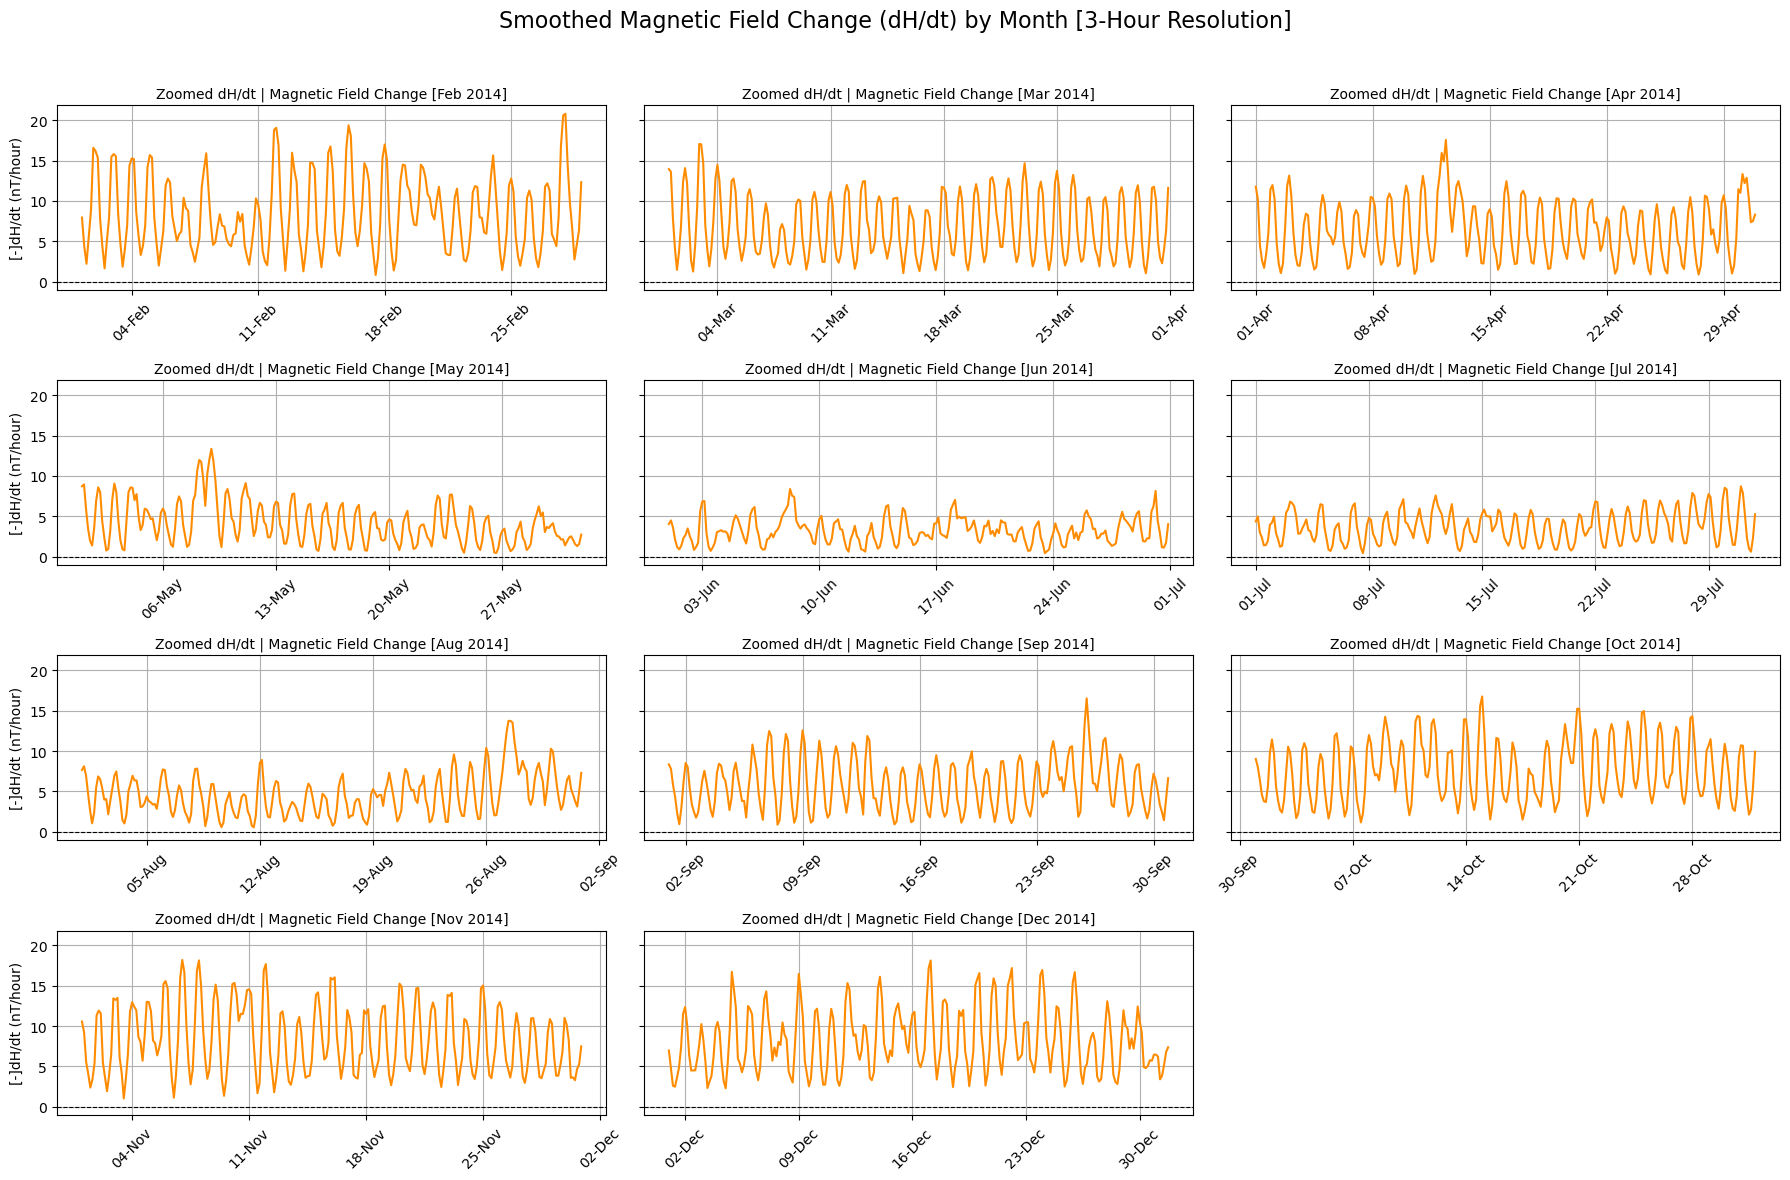 Smoothed Magnetic Field Change (dH/dt) by Month [3-Hour Resolution]
Zoomed dH/dt | Magnetic Field Change [Feb 2014]
[-]dH/dt (nT/hour)
20
15
10
5
0
04-Feb
11-Feb
18-Feb
25-Feb
Zoomed dH/dt | Magnetic Field Change [Mar 2014]
04-Mar
11-Mar
18-Mar
25-Mar
01-Apr
Zoomed dH/dt | Magnetic Field Change [Apr 2014]
01-Apr
08-Apr
15-Apr
22-Apr
29-Apr
Zoomed dH/dt | Magnetic Field Change [May 2014]
[-]dH/dt (nT/hour)
20
15
10
5
0
06-May
13-May
20-May
27-May
Zoomed dH/dt | Magnetic Field Change [Jun 2014]
03-Jun
10-Jun
17-Jun
24-Jun
01-Jul
Zoomed dH/dt | Magnetic Field Change [Jul 2014]
01-Jul
08-Jul
15-Jul
22-Jul
29-Jul
Zoomed dH/dt | Magnetic Field Change [Aug 2014]
[-]dH/dt (nT/hour)
20
15
10
5
0
05-Aug
12-Aug
19-Aug
26-Aug
02-Sep
Zoomed dH/dt | Magnetic Field Change [Sep 2014]
02-Sep
09-Sep
16-Sep
23-Sep
30-Sep
Zoomed dH/dt | Magnetic Field Change [Oct 2014]
30-Sep
07-Oct
14-Oct
21-Oct
28-Oct
Zoomed dH/dt | Magnetic Field Change [Nov 2014]
[-]dH/dt (nT/hour)
20
15
10
5
0
04-Nov
11-Nov
18-Nov
25-Nov
02-Dec
Zoomed dH/dt | Magnetic Field Change [Dec 2014]
02-Dec
09-Dec
16-Dec
23-Dec
30-Dec